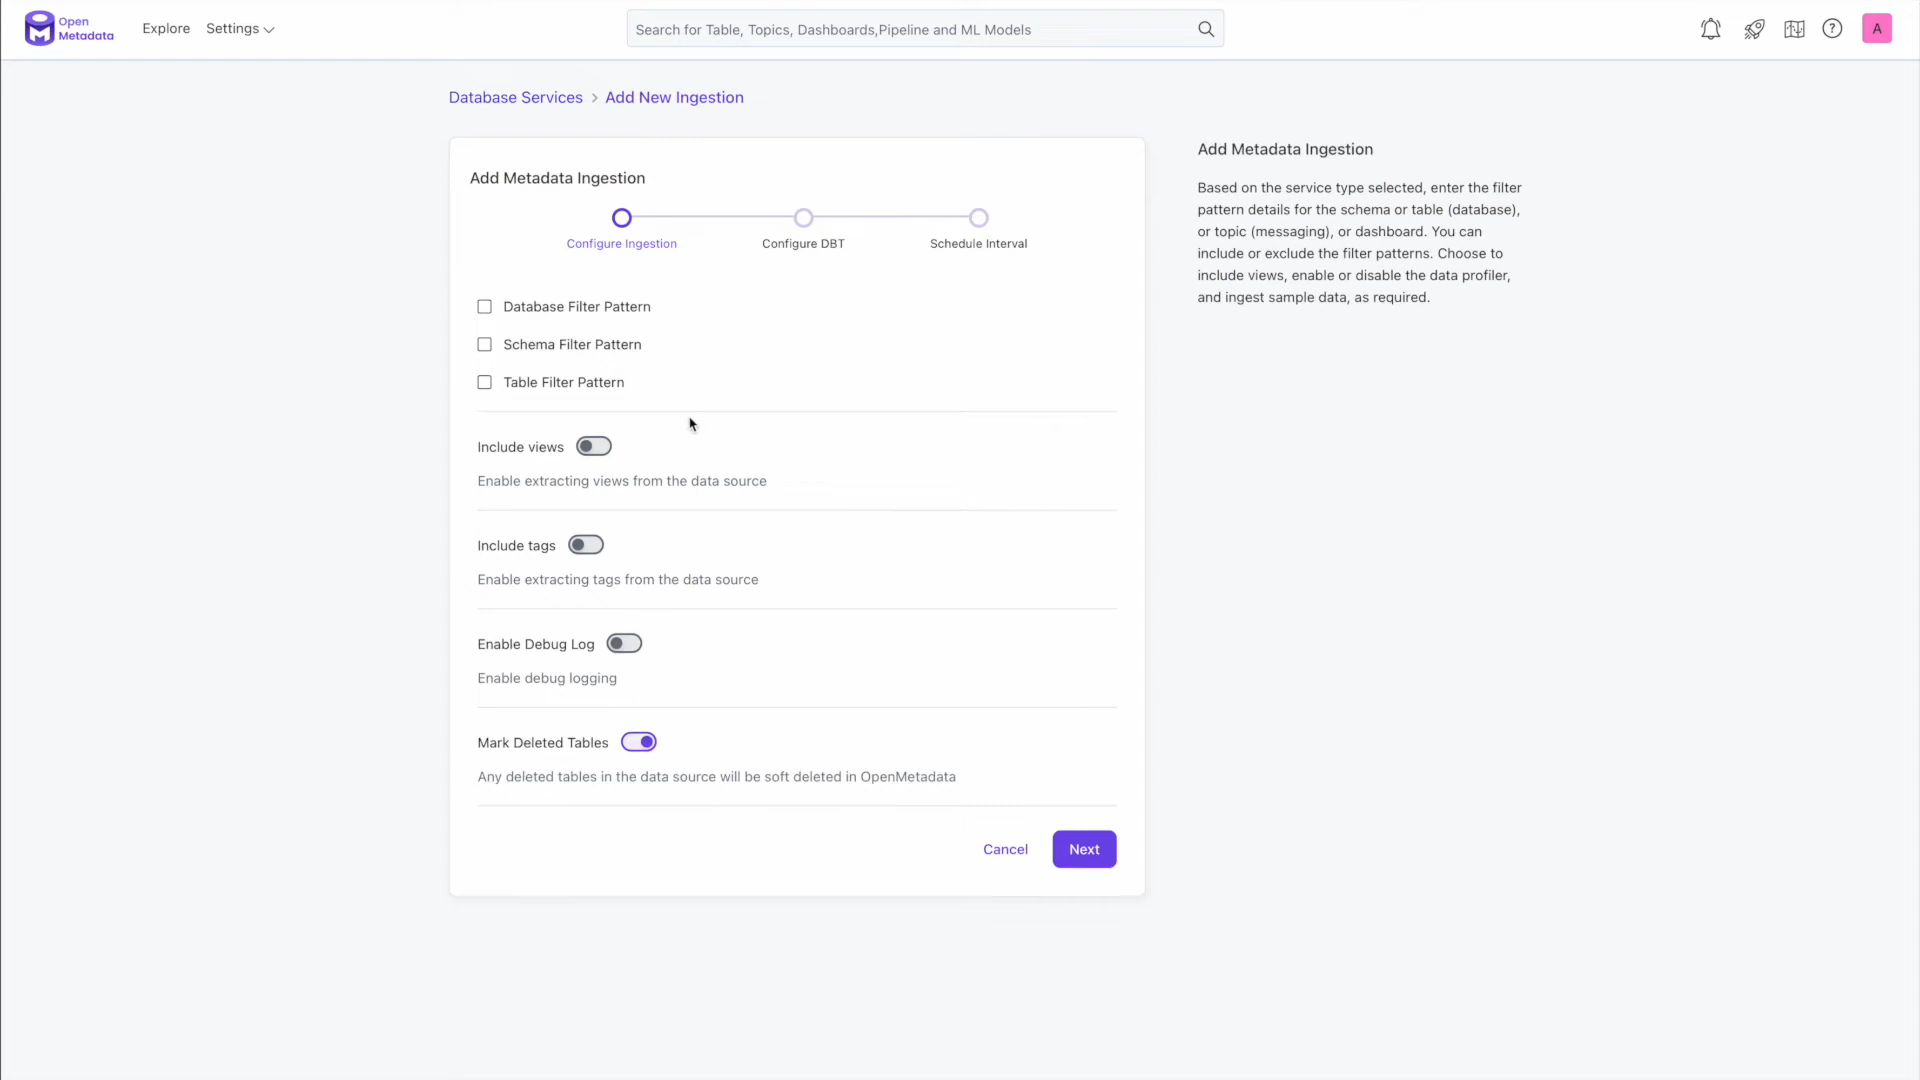 Open
Metadata
Explore
Settings
Search for Table, Topics, Dashboards,Pipeline and ML Models
A
Database Services > Add New Ingestion
Add Metadata Ingestion
Configure Ingestion
Configure DBT
Schedule Interval
Database Filter Pattern
Schema Filter Pattern
Table Filter Pattern
Include views
Enable extracting views from the data source
Include tags
Enable extracting tags from the data source
Enable Debug Log
Enable debug logging
Mark Deleted Tables
Any deleted tables in the data source will be soft deleted in OpenMetadata
Cancel
Next
Add Metadata Ingestion
Based on the service type selected, enter the filter
pattern details for the schema or table (database),
or topic (messaging), or dashboard. You can
include or exclude the filter patterns. Choose to
include views, enable or disable the data profiler,
and ingest sample data, as required.